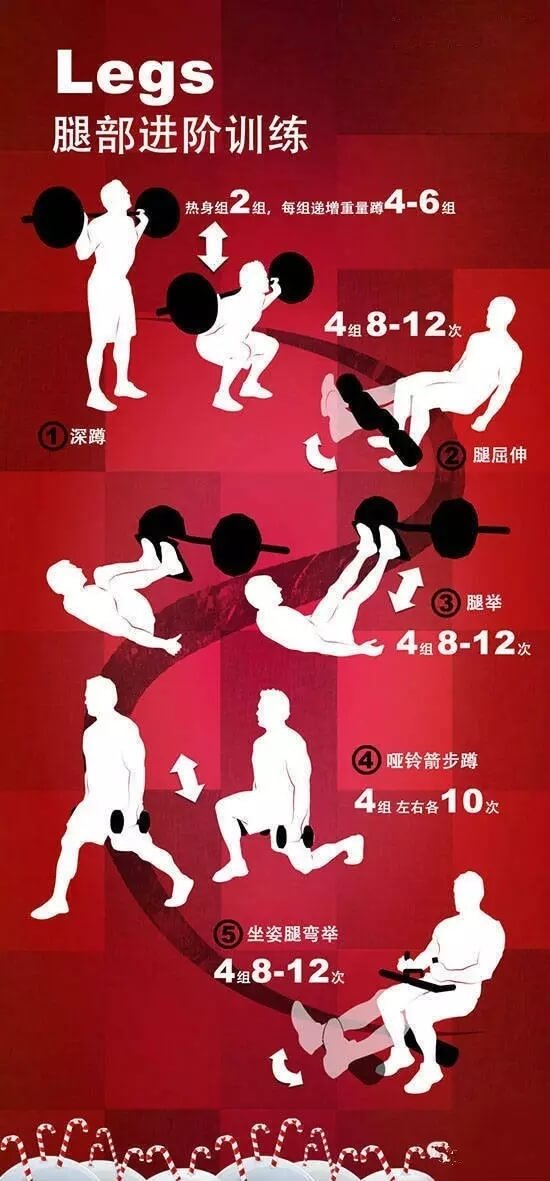 Legs
腿部进阶训练
热身组2组，每组递增重量蹲4-6组
4组8-12次
①深蹲
②腿屈伸
③腿举
4组8-12次
④哑铃箭步蹲
4组 左右各10次
⑤坐姿腿弯举
4组8-12次